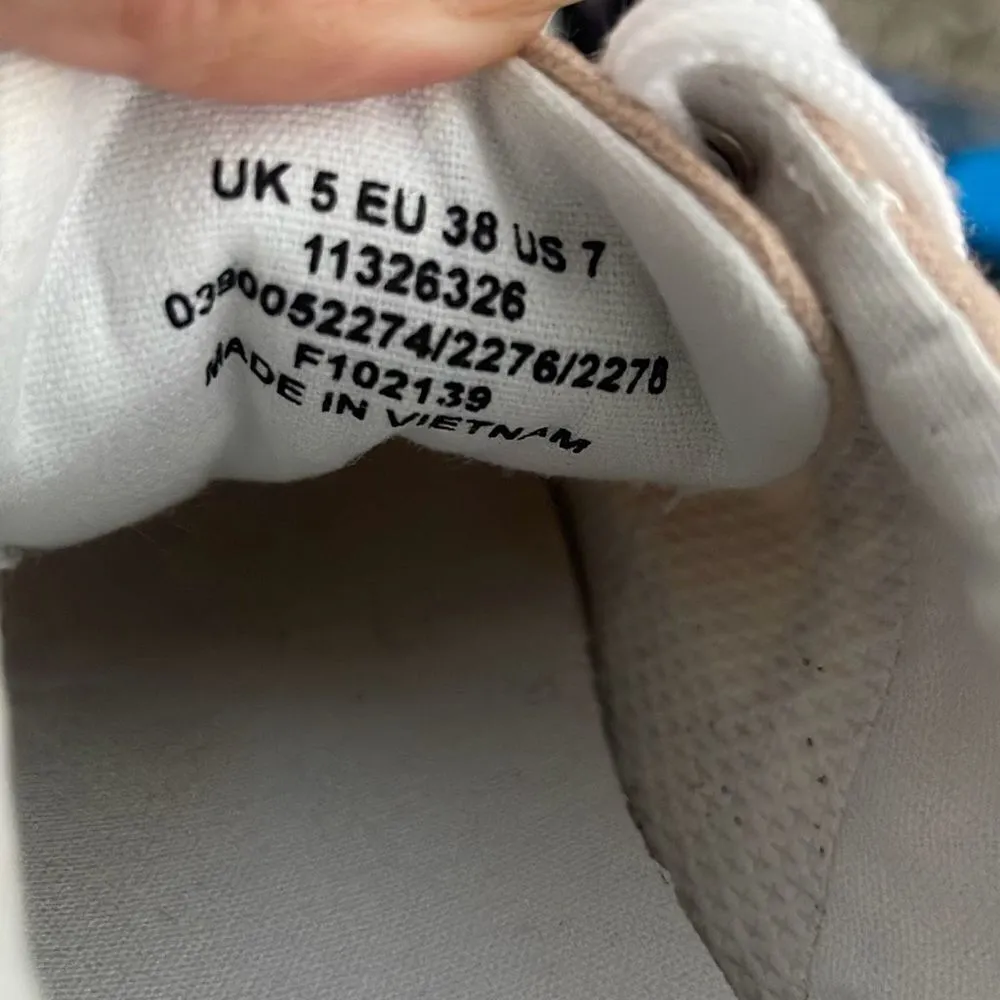 UK 5 EU 38 US 7
11326326
0390052274/2276/2278
F102139
MADE IN VIETNAM